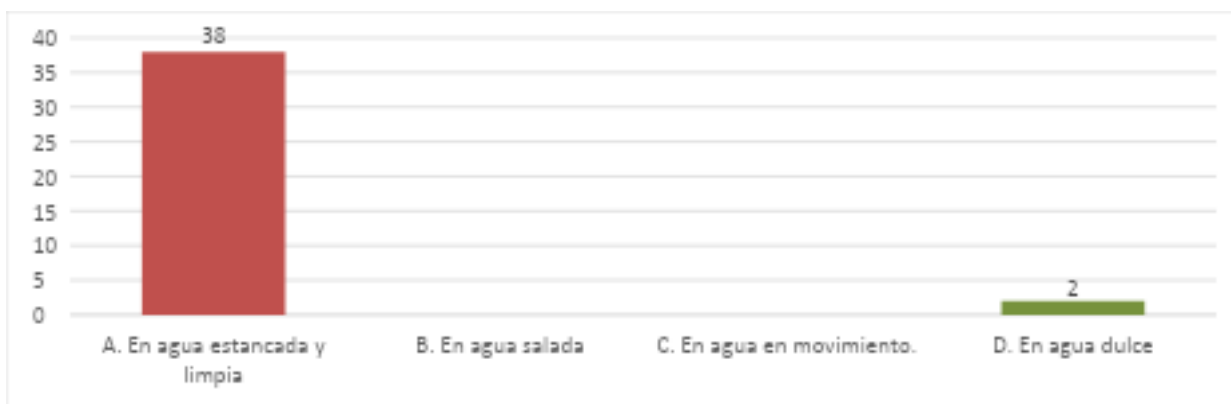 40
38
35
30
25
20
15
10
5
2
0
A. En agua estancada y
limpia
B. En agua salada
C. En agua en movimiento.
D. En agua dulce